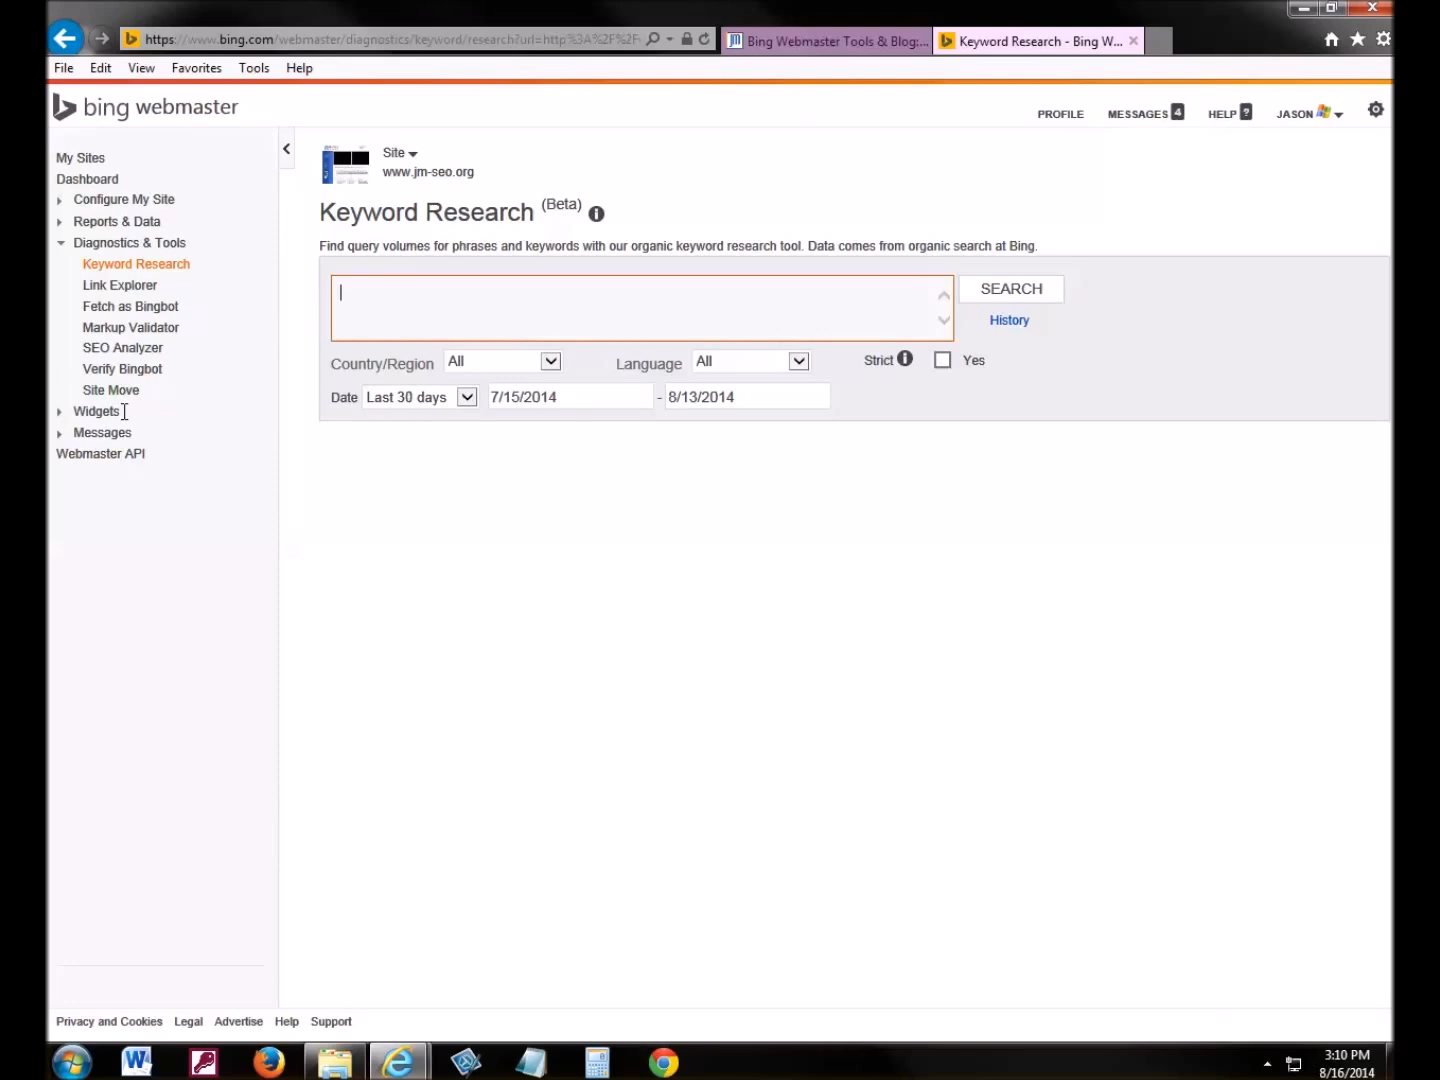 https://www.bing.com/webmaster/diagnostics/keyword/research?url=http%3A%2F%2F
Bing Webmaster Tools & Blog:...
Keyword Research - Bing W...
File Edit View Favorites Tools Help
bing webmaster
PROFILE MESSAGES 4 HELP ? JASON
My Sites
Dashboard
Configure My Site
Reports & Data
Diagnostics & Tools
Keyword Research
Link Explorer
Fetch as Bingbot
Markup Validator
SEO Analyzer
Verify Bingbot
Site Move
Widgets
Messages
Webmaster API
Site
www.jm-seo.org
Keyword Research (Beta)
Find query volumes for phrases and keywords with our organic keyword research tool. Data comes from organic search at Bing.
SEARCH
History
Country/Region All Language All Strict Yes
Date Last 30 days 7/15/2014 - 8/13/2014
Privacy and Cookies Legal Advertise Help Support
3:10 PM
8/16/2014